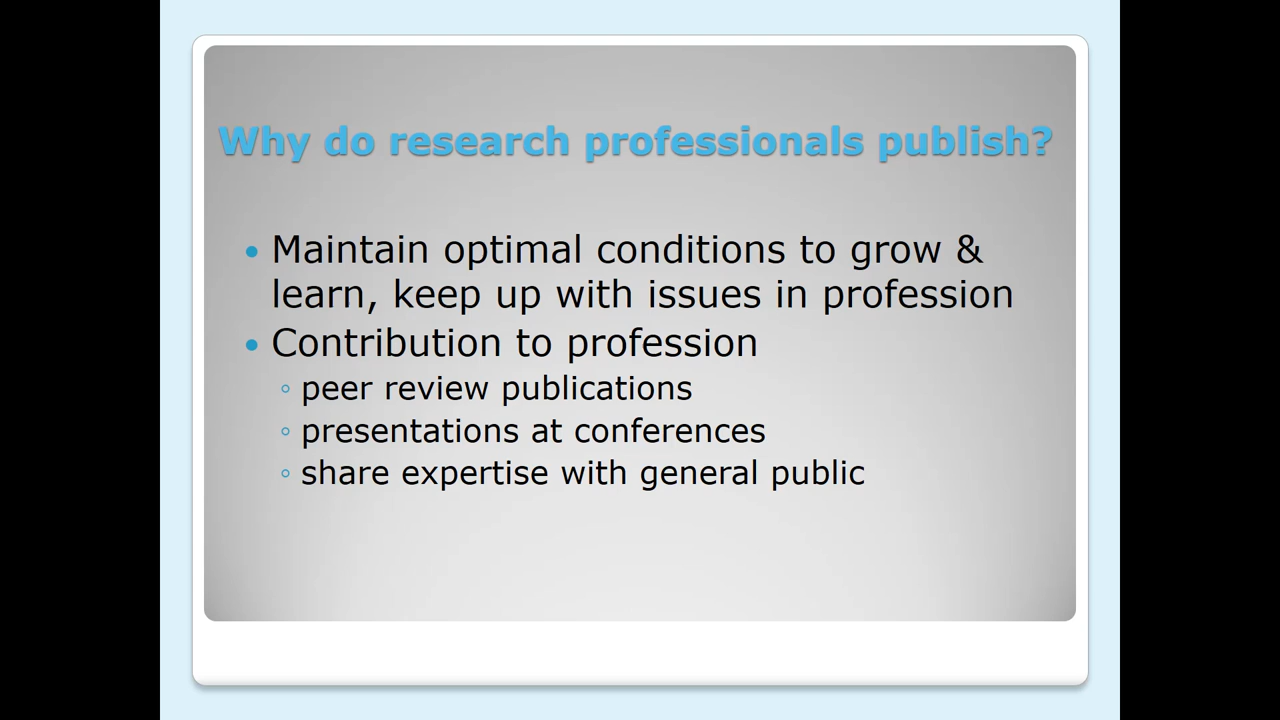 Why do research professionals publish?
• Maintain optimal conditions to grow &
learn, keep up with issues in profession
• Contribution to profession
◦ peer review publications
◦ presentations at conferences
◦ share expertise with general public